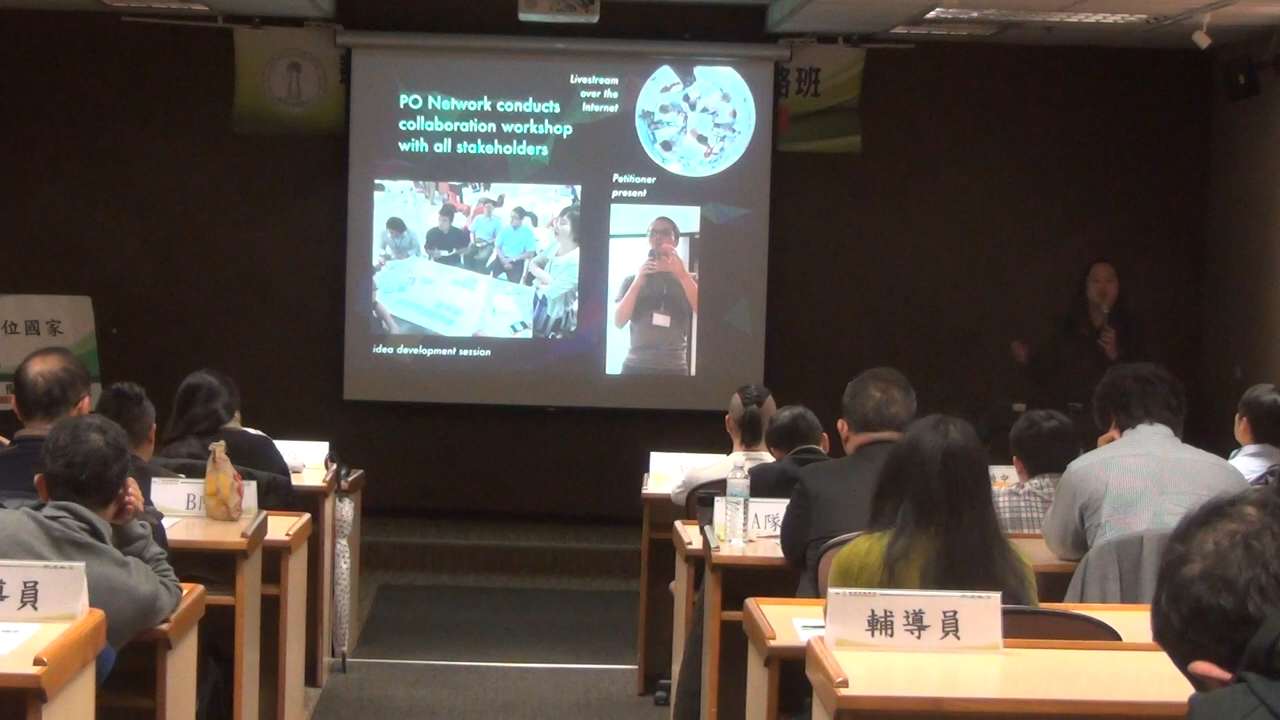 Livestream
over the
Internet
PO Network conducts
collaboration workshop
with all stakeholders
Petitioner
present
idea development session
路班
位國家
B
A隊
導員
輔導員